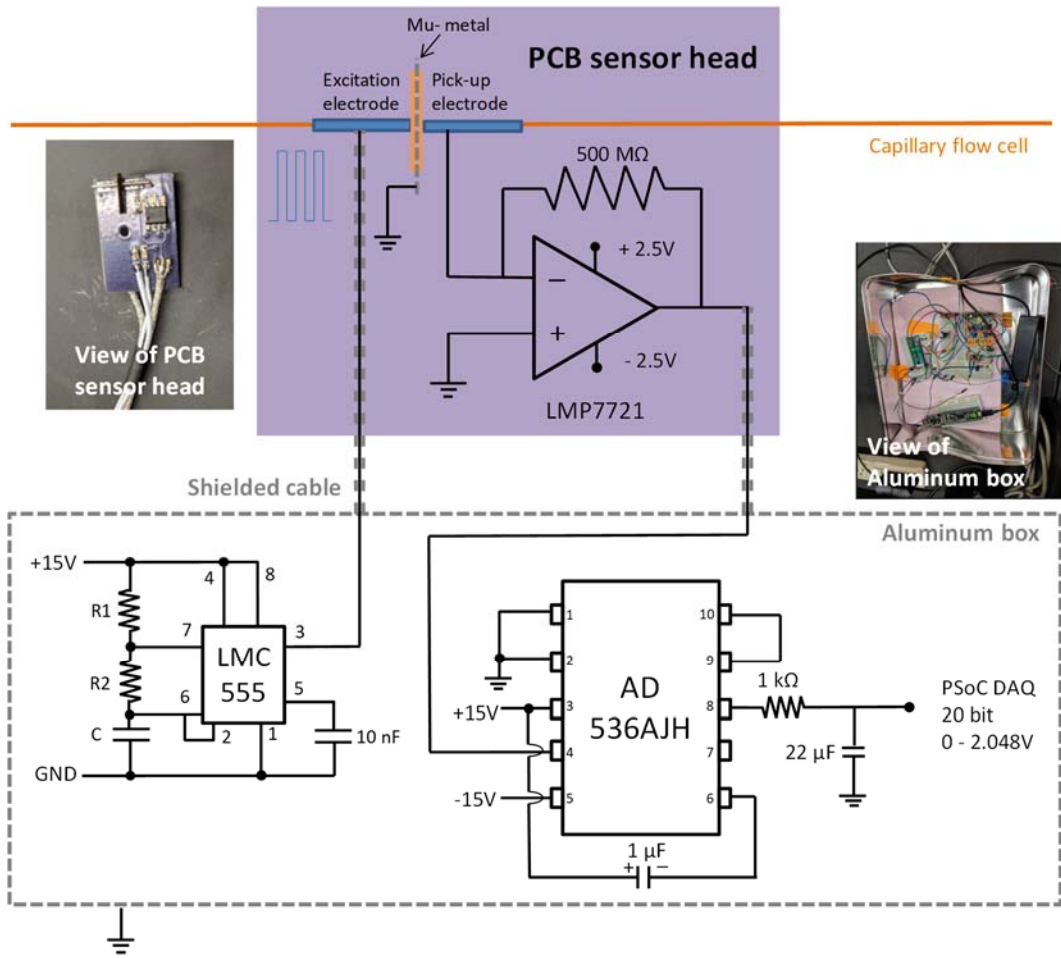 Mu- metal
PCB sensor head
Excitation
electrode
Pick-up
electrode
Capillary flow cell
500 MΩ
+ 2.5V
−
+
- 2.5V
LMP7721
View of PCB
sensor head
View of
Aluminum box
Shielded cable
Aluminum box
+15V
4
8
R1
7
3
LMC
555
R2
6
5
2
1
C
10 nF
GND
1
10
2
9
AD
536AJH
+15V
3
8
1 kΩ
4
7
-15V
5
6
22 µF
1 µF
+ −
PSoC DAQ
20 bit
0 - 2.048V